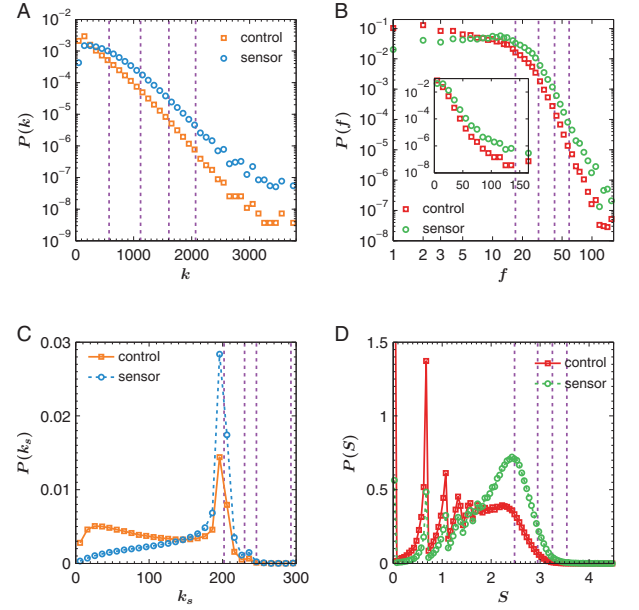 A
P(k)
10⁻²
10⁻³
10⁻⁴
10⁻⁵
10⁻⁶
10⁻⁷
10⁻⁸
10⁻⁹
control
sensor
0 1000 2000 3000
k
B
P(f)
10⁻¹
10⁻²
10⁻³
10⁻⁴
10⁻⁵
10⁻⁶
10⁻⁷
10⁻⁸
10⁻²
10⁻⁴
10⁻⁶
10⁻⁸
0 50 100 150
control
sensor
1 2 3 5 10 20 50 100
f
C
P(kₛ)
0.03
0.02
0.01
0
control
sensor
0 100 200 300
kₛ
D
P(S)
1.5
1
0.5
0
control
sensor
0 1 2 3 4
S